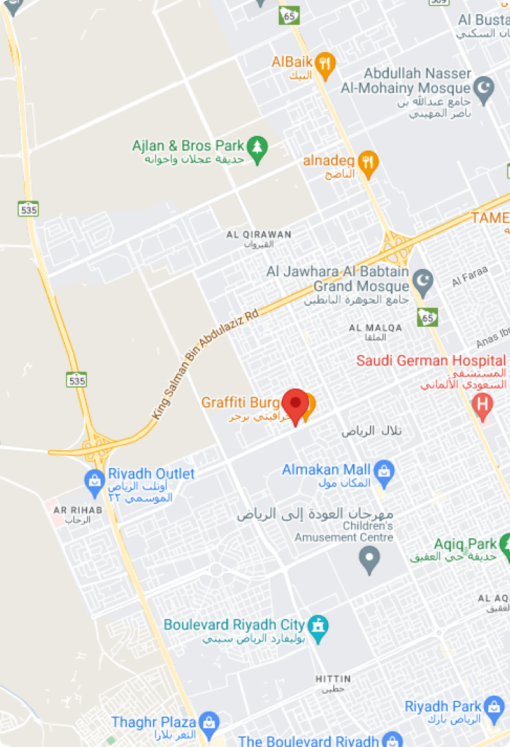 65
Al Busta
AlBaik
البيك
Abdullah Nasser
Al-Mohainy Mosque
جامع عبدالله بن
ناصر المهيني
Ajlan & Bros Park
حديقة عجلان واخوانه
alnadeg
الناضج
535
TAME
AL QIRAWAN
القيروان
Al Jawhara Al Babtain
Grand Mosque
جامع الجوهرة البابطين
Al Faraa
65
AL MALQA
الملقا
Anas Ib
King Salman Bin Abdulaziz Rd
Saudi German Hospital
المستشفى
السعودي الألماني
535
Graffiti Burg
جرافيتي برجر
تلال الرياض
Almakan Mall
المكان مول
Riyadh Outlet
اوتلت الرياض
الموسمي ٢٢
AR RIHAB
الرحاب
مهرجان العودة إلى الرياض
Children's
Amusement Centre
Aqiq Park
حديقة حي العقيق
AL AQ
العقيق
Boulevard Riyadh City
بوليفارد الرياض سيتي
HITTIN
حطين
Riyadh Park
الرياض بارك
Thaghr Plaza
الثغر بلازا
The Boulevard Riyadh